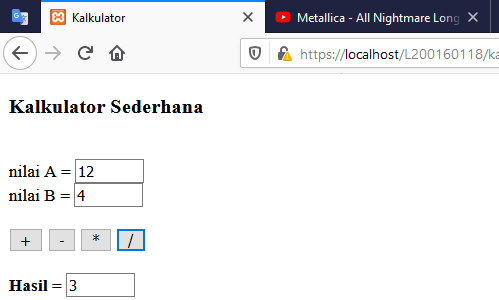 Kalkulator
Metallica - All Nightmare Long
https://localhost/L200160118/ka
Kalkulator Sederhana
nilai A = 12
nilai B = 4
+ - * /
Hasil = 3